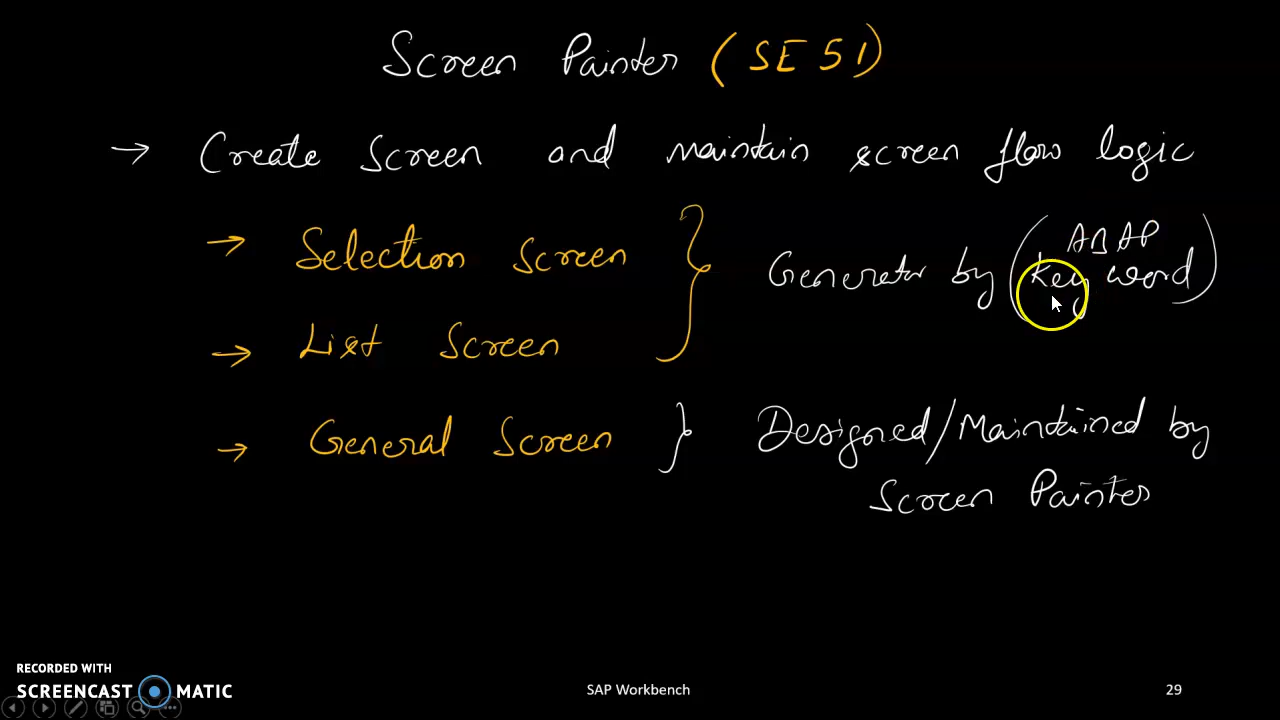 Screen Painter (SE51)
→ Create Screen and maintain screen flow logic
→ Selection Screen
Generator by (ABAP
Key word)
→ List Screen
→ General Screen
Designed/Maintained by
Screen Painter
RECORDED WITH
SCREENCAST MATIC
SAP Workbench
29